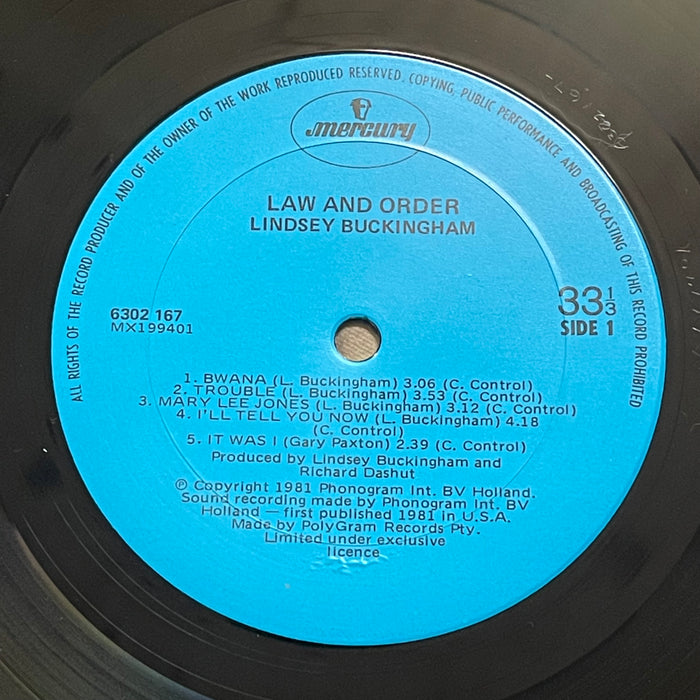 ALL RIGHTS OF THE RECORD PRODUCER AND OF THE OWNER OF THE WORK REPRODUCED RESERVED. COPYING, PUBLIC PERFORMANCE AND BROADCASTING OF THIS RECORD PROHIBITED
mercury
LAW AND ORDER
LINDSEY BUCKINGHAM
6302 167
MX199401
33 1/3
SIDE 1
1. BWANA (L. Buckingham) 3.06 (C. Control)
2. TROUBLE (L. Buckingham) 3.53 (C. Control)
3. MARY LEE JONES (L. Buckingham) 3.12 (C. Control)
4. I'LL TELL YOU NOW (L. Buckingham) 4.18
(C. Control)
5. IT WAS I (Gary Paxton) 2.39 (C. Control)
Produced by Lindsey Buckingham and
Richard Dashut
℗ Copyright 1981 Phonogram Int. BV Holland.
Sound recording made by Phonogram Int. BV
Holland — first published 1981 in U.S.A.
Made by PolyGram Records Pty.
Limited under exclusive
licence